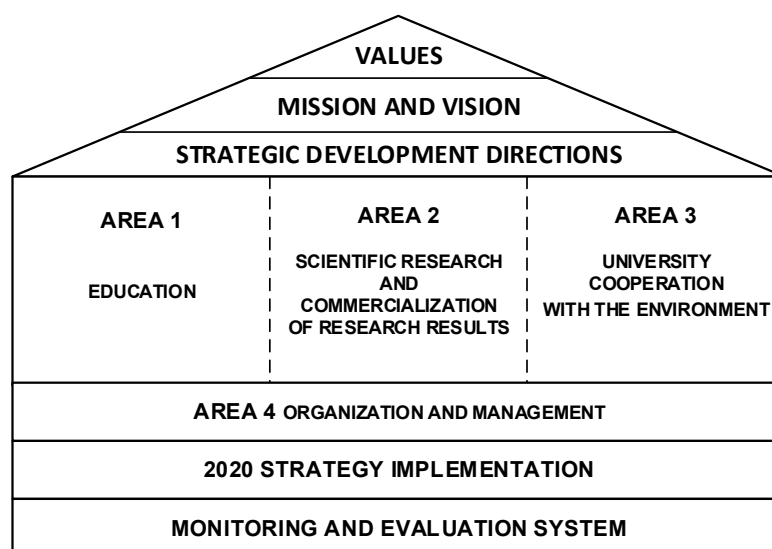 VALUES
MISSION AND VISION
STRATEGIC DEVELOPMENT DIRECTIONS
AREA 1
EDUCATION
AREA 2
SCIENTIFIC RESEARCH
AND
COMMERCIALIZATION
OF RESEARCH RESULTS
AREA 3
UNIVERSITY
COOPERATION
WITH THE ENVIRONMENT
AREA 4 ORGANIZATION AND MANAGEMENT
2020 STRATEGY IMPLEMENTATION
MONITORING AND EVALUATION SYSTEM